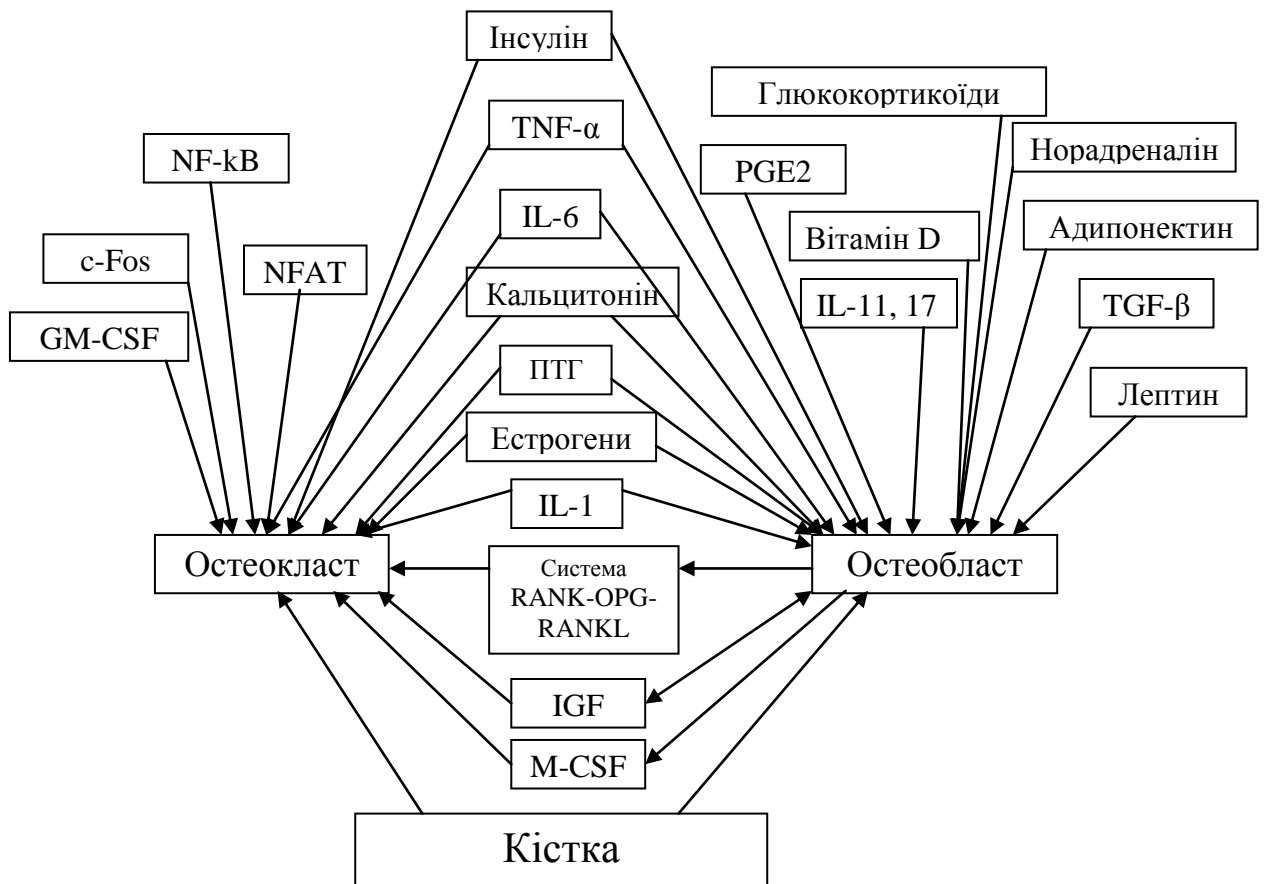 Інсулін
Глюкокортикоїди
TNF-α
Норадреналін
NF-kB
PGE2
IL-6
Адипонектин
Вітамін D
c-Fos
NFAT
Кальцитонін
IL-11, 17
TGF-β
GM-CSF
ПТГ
Лептин
Естрогени
IL-1
Остеокласт
Система
RANK-OPG-
RANKL
Остеобласт
IGF
M-CSF
Кістка